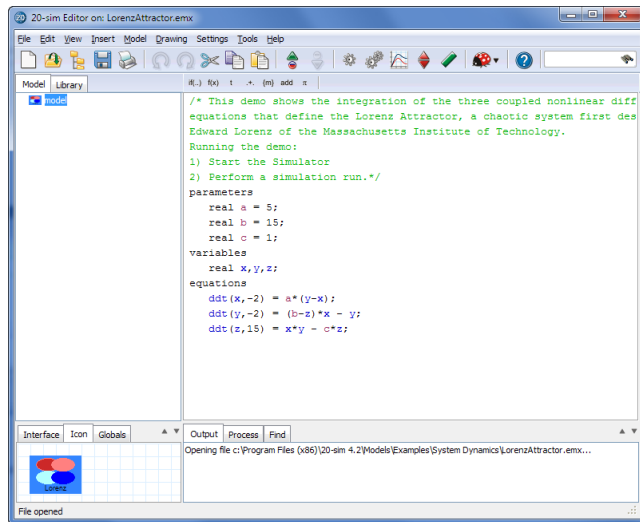 20-sim Editor on: LorenzAttractor.emx
File Edit View Insert Model Drawing Settings Tools Help
Model Library
if(..) f(x) t .+. {m} add π
model
/* This demo shows the integration of the three coupled nonlinear diff
equations that define the Lorenz Attractor, a chaotic system first des
Edward Lorenz of the Massachusetts Institute of Technology.
Running the demo:
1) Start the Simulator
2) Perform a simulation run.*/
parameters
real a = 5;
real b = 15;
real c = 1;
variables
real x,y,z;
equations
ddt(x,-2) = a*(y-x);
ddt(y,-2) = (b-z)*x - y;
ddt(z,15) = x*y - c*z;
Interface Icon Globals
Lorenz
Output Process Find
Opening file c:\Program Files (x86)\20-sim 4.2\Models\Examples\System Dynamics\LorenzAttractor.emx...
File opened